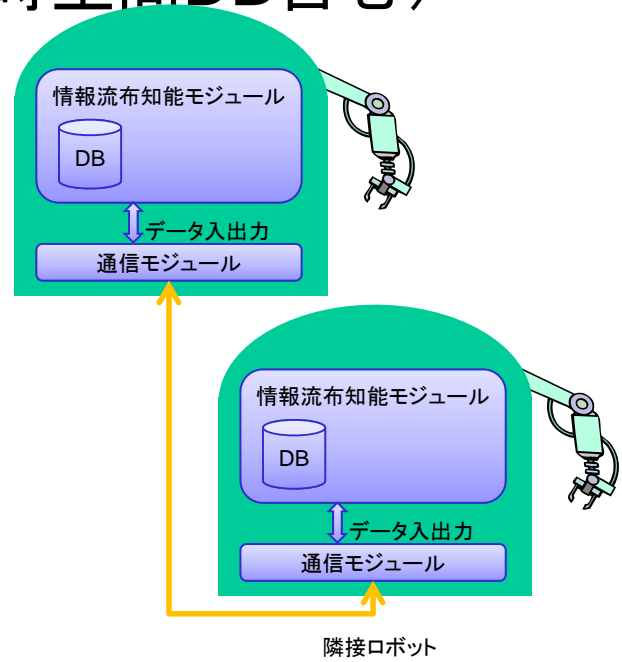 情報流布知能モジュール
DB
データ入出力
通信モジュール
情報流布知能モジュール
DB
データ入出力
通信モジュール
隣接ロボット